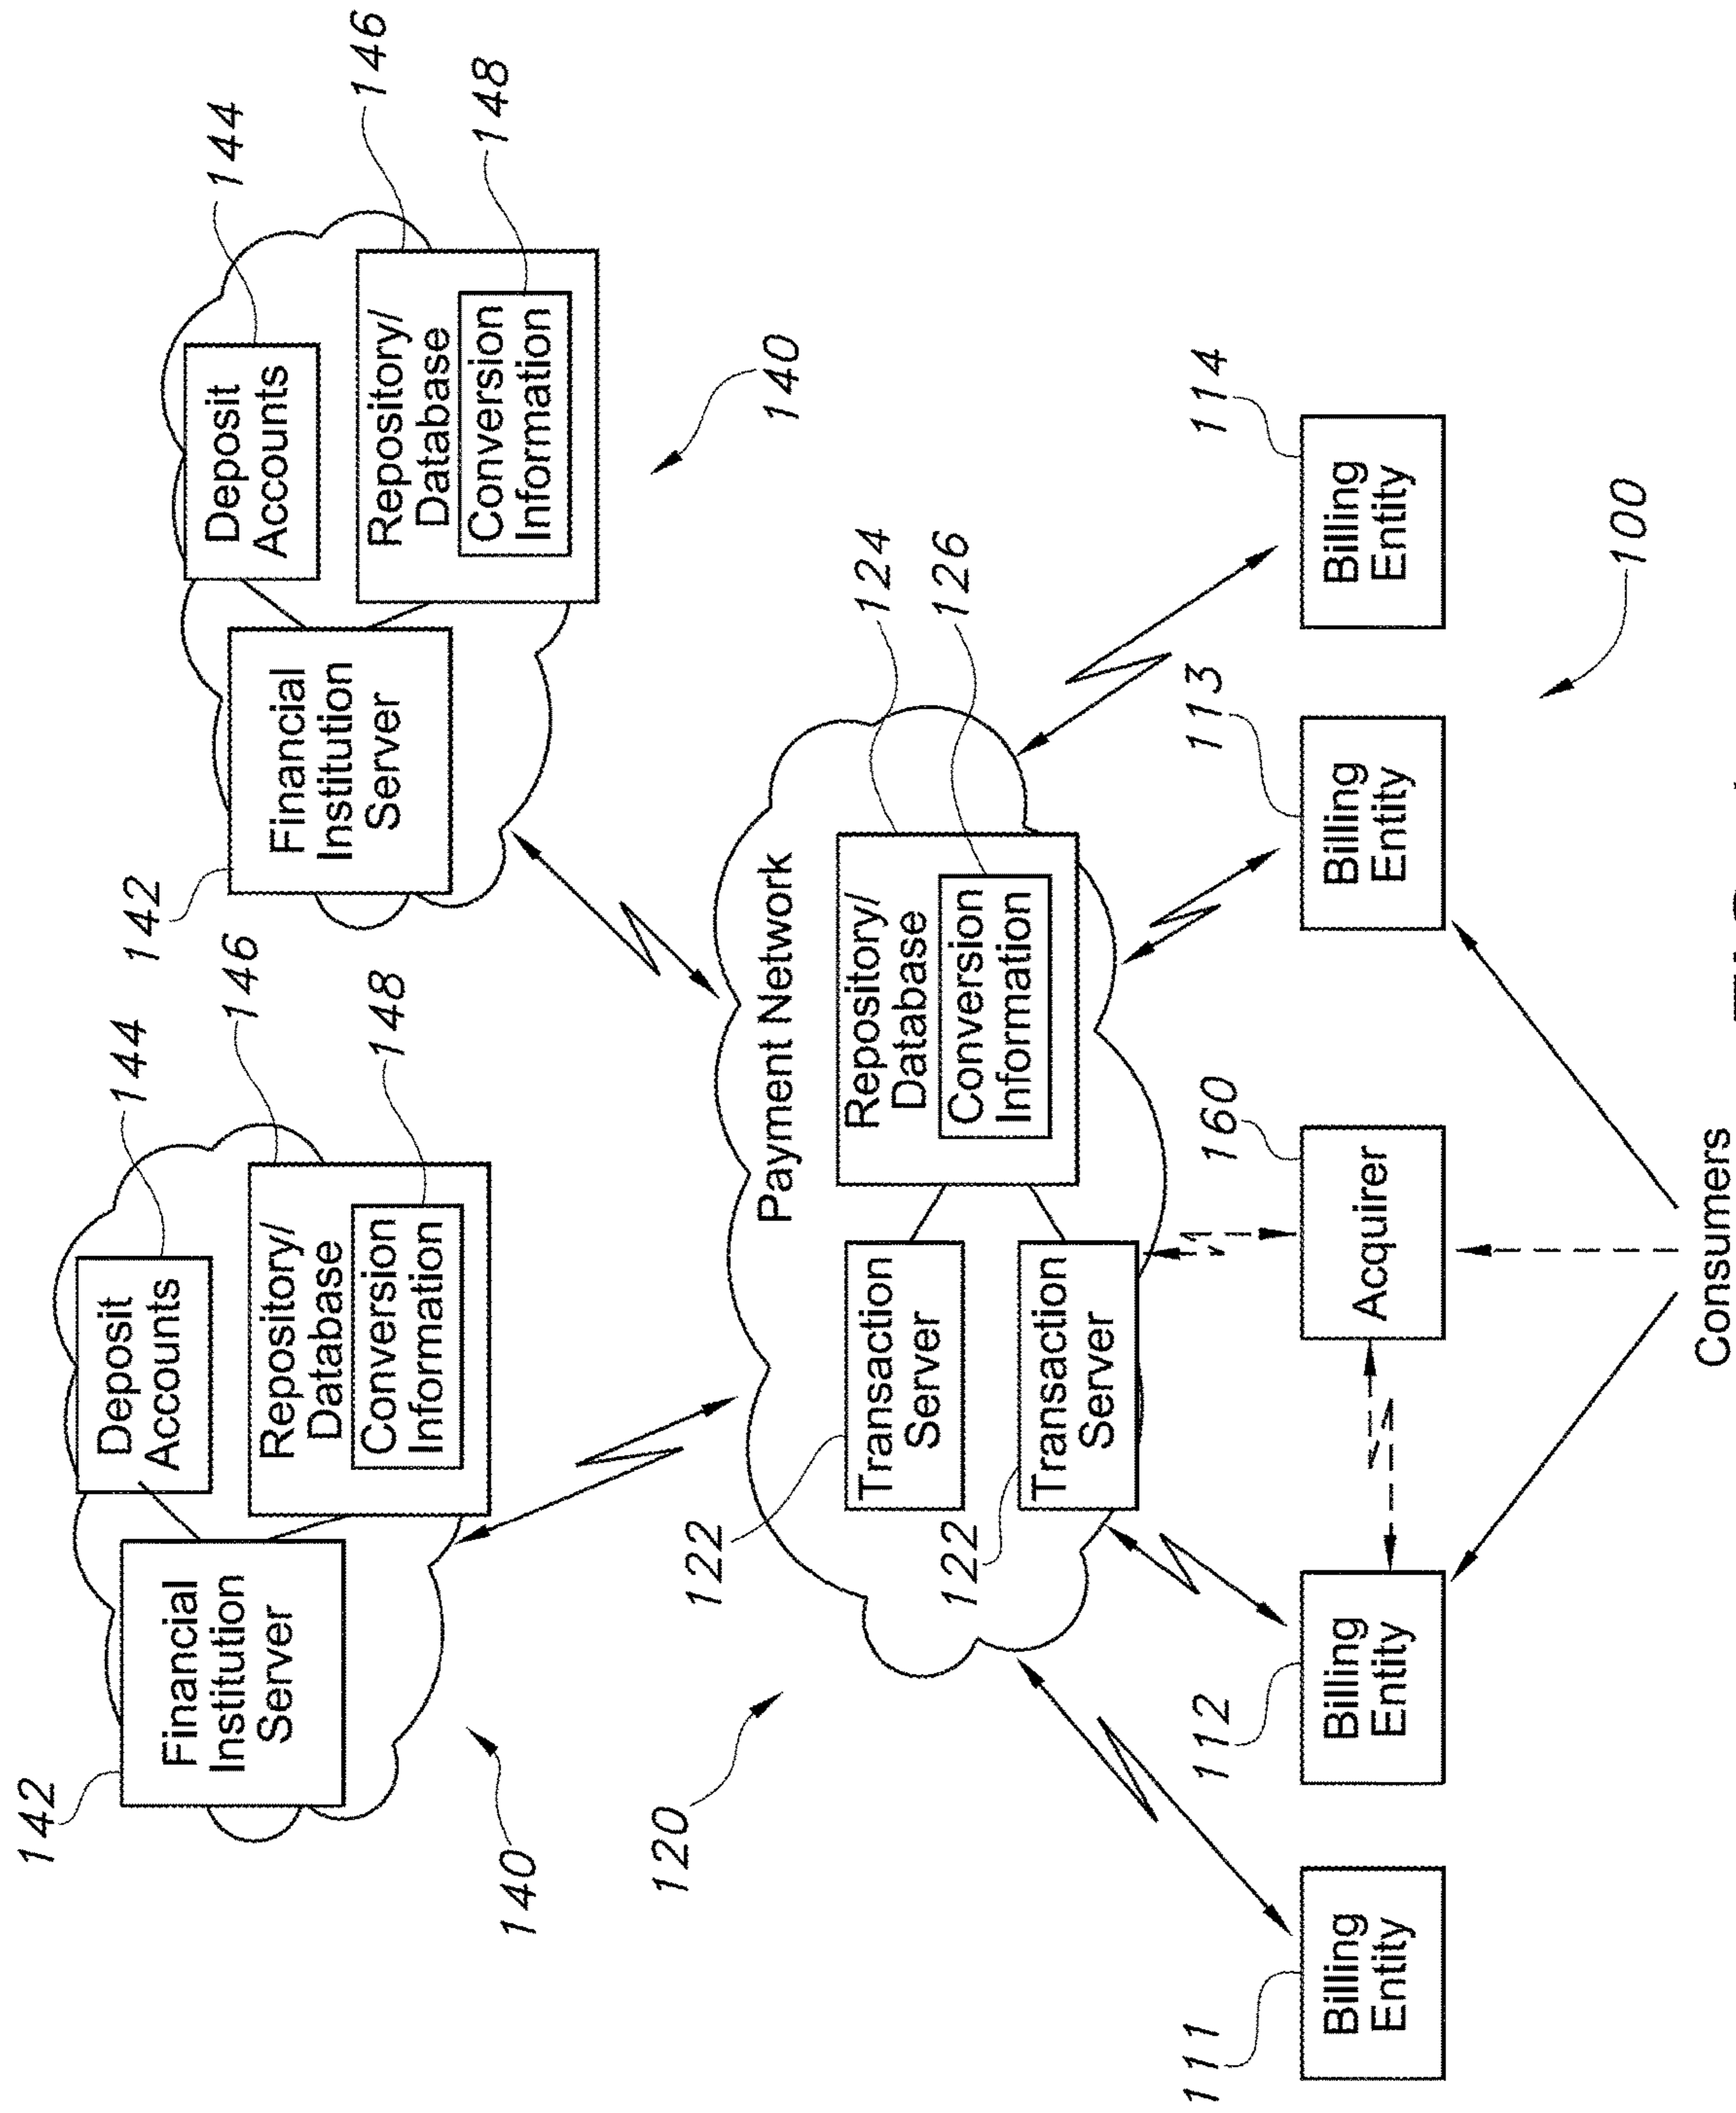 142
144
146
148
Financial
Institution
Server
Deposit
Accounts
Repository/
Database
Conversion
Information
140
142
144
146
148
Financial
Institution
Server
Deposit
Accounts
Repository/
Database
Conversion
Information
140
120
Payment Network
122
Transaction
Server
122
Transaction
Server
Repository/
Database
Conversion
Information
124
126
111
Billing
Entity
112
Billing
Entity
160
Acquirer
113
Billing
Entity
114
Billing
Entity
100
Consumers